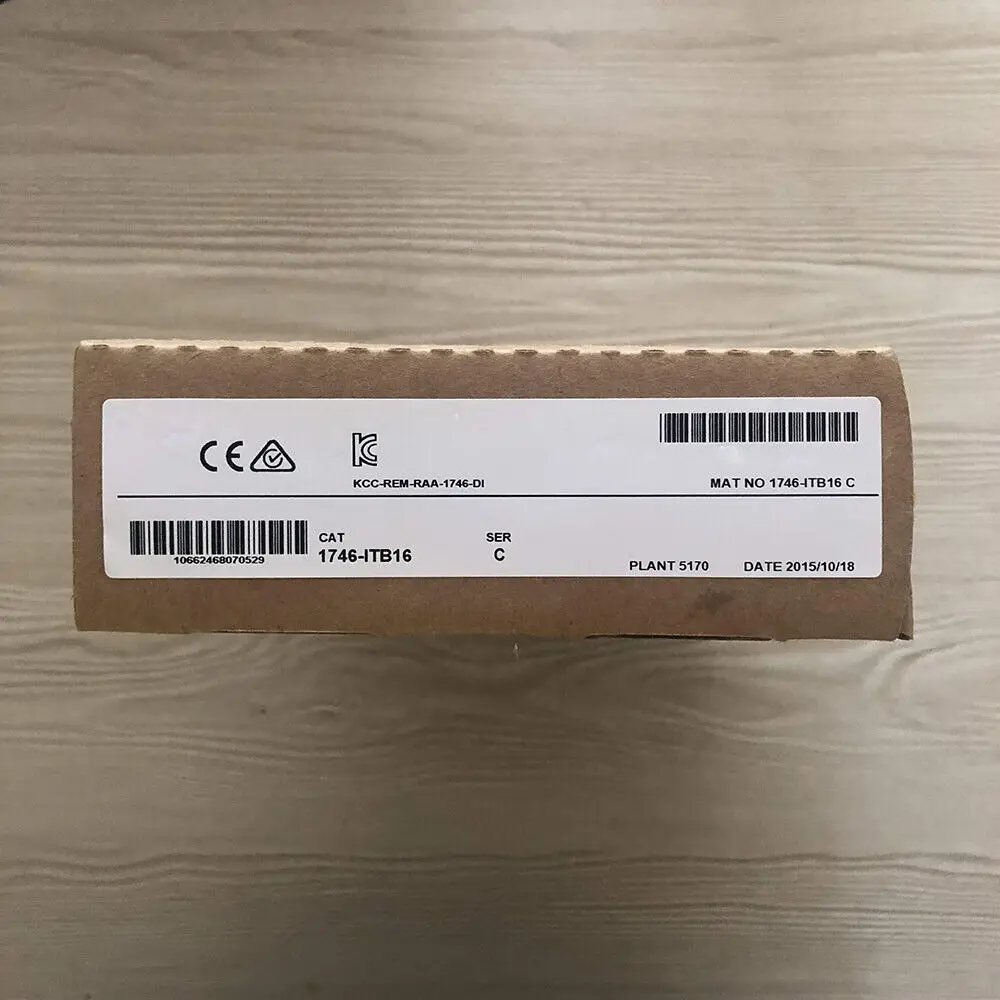 CE
KCC-REM-RAA-1746-DI
MAT NO 1746-ITB16 C
10662468070529
CAT
1746-ITB16
SER
C
PLANT 5170
DATE 2015/10/18